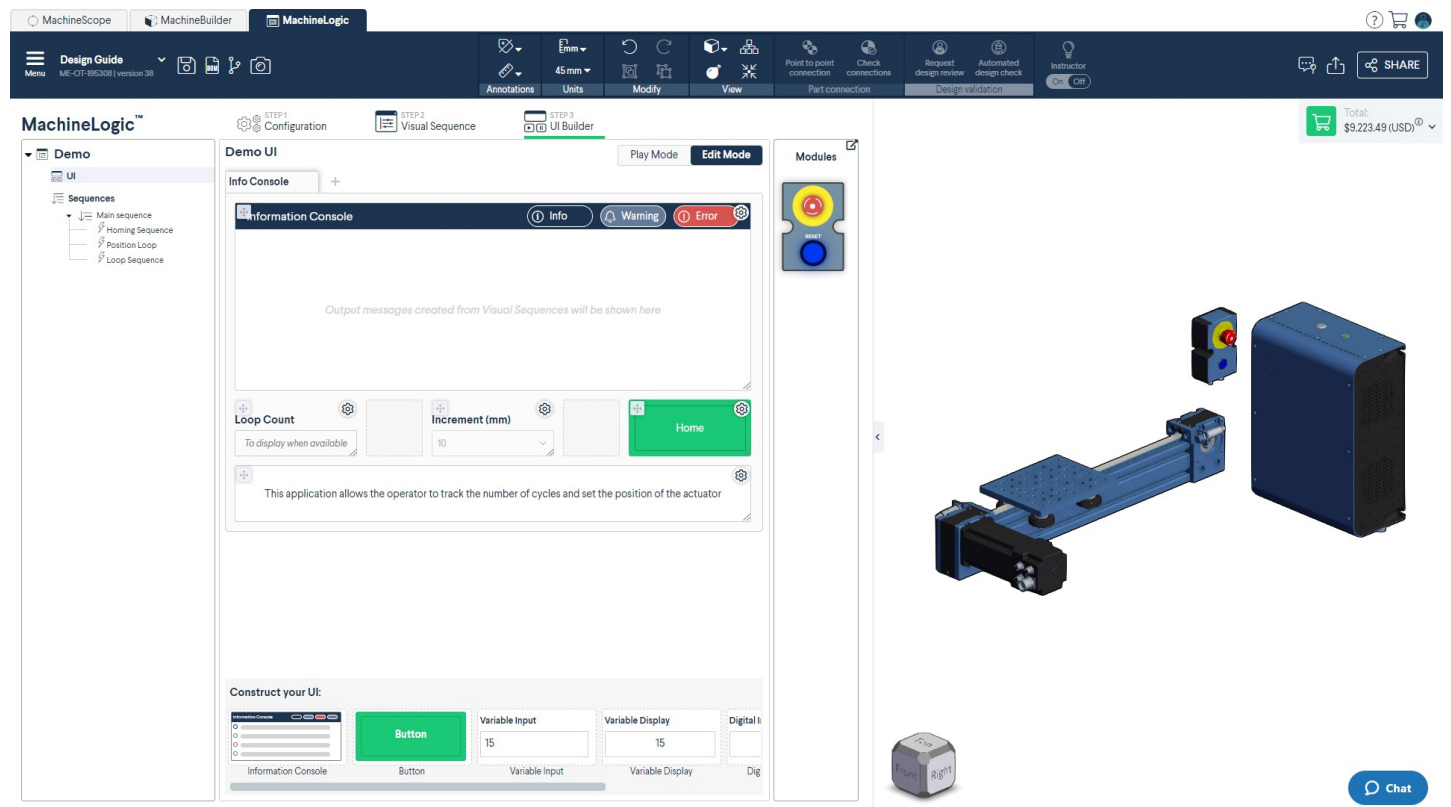 MachineScope
MachineBuilder
MachineLogic
Menu
Design Guide
ME-OT-195308 | version 38
BOM
mm
45 mm
Annotations
Units
Modify
View
Point to point connection
Check connections
Part connection
Request design review
Automated design check
Design validation
Instructor
On Off
SHARE
MachineLogic™
STEP 1
Configuration
STEP 2
Visual Sequence
STEP 3
UI Builder
Total:
$9,223.49 (USD)
Demo
UI
Sequences
Main sequence
Homing Sequence
Position Loop
Loop Sequence
Demo UI
Play Mode
Edit Mode
Info Console
Information Console
Info
Warning
Error
Output messages created from Visual Sequences will be shown here
Loop Count
To display when available
Increment (mm)
10
Home
This application allows the operator to track the number of cycles and set the position of the actuator
Modules
RESET
Construct your UI:
Information Console
Button
Variable Input
15
Variable Display
15
Digital I
Information Console
Button
Variable Input
Variable Display
Dig
Top
Front
Right
Chat